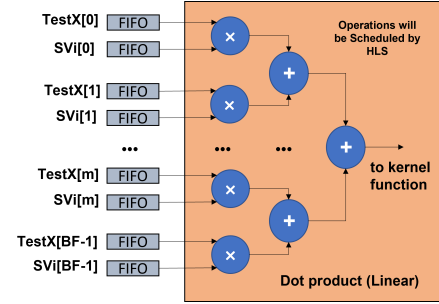 TestX[0] FIFO
SVi[0] FIFO
×
Operations will
be Scheduled by
HLS
+
TestX[1] FIFO
SVi[1] FIFO
×
... ... ...
+
to kernel
function
TestX[m] FIFO
SVi[m] FIFO
×
+
TestX[BF-1] FIFO
SVi[BF-1] FIFO
×
Dot product (Linear)